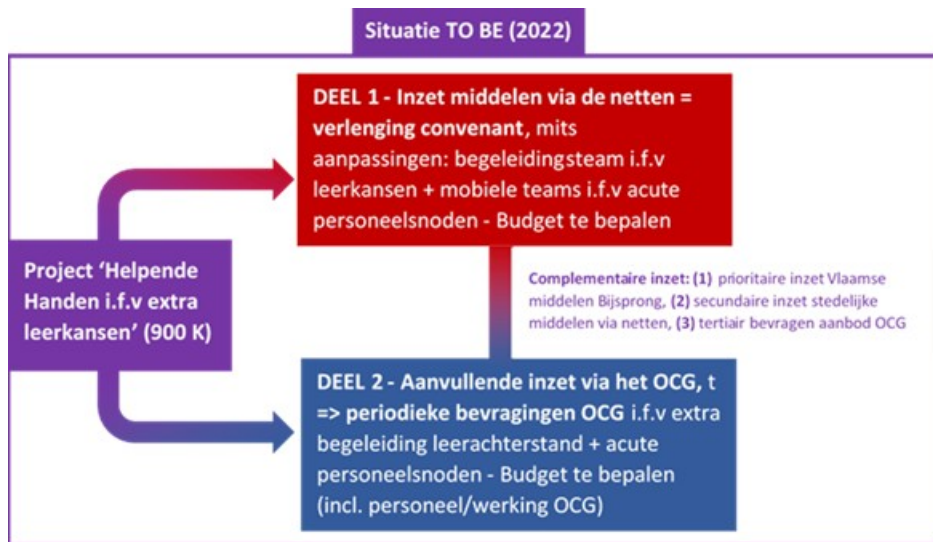 Situatie TO BE (2022)
DEEL 1 - Inzet middelen via de netten =
verlenging convenant, mits
aanpassingen: begeleidingsteam i.f.v
leerkansen + mobiele teams i.f.v acute
personeelsnoden - Budget te bepalen
Project ‘Helpende
Handen i.f.v extra
leerkansen’ (900 K)
Complementaire inzet: (1) prioritaire inzet Vlaamse
middelen Bijsprong, (2) secundaire inzet stedelijke
middelen via netten, (3) tertiair bevragen aanbod OCG
DEEL 2 - Aanvullende inzet via het OCG, t
=> periodieke bevragingen OCG i.f.v extra
begeleiding leerachterstand + acute
personeelsnoden - Budget te bepalen
(incl. personeel/werking OCG)